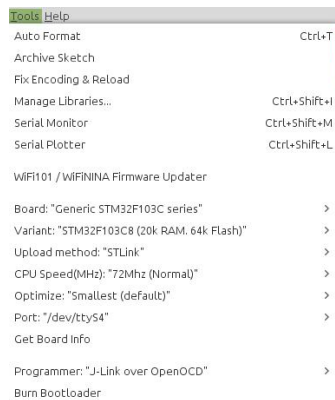 Tools Help
Auto Format Ctrl+T
Archive Sketch
Fix Encoding & Reload
Manage Libraries... Ctrl+Shift+I
Serial Monitor Ctrl+Shift+M
Serial Plotter Ctrl+Shift+L
WiFi101 / WiFiNINA Firmware Updater
Board: "Generic STM32F103C series"
Variant: "STM32F103C8 (20k RAM. 64k Flash)"
Upload method: "STLink"
CPU Speed(MHz): "72Mhz (Normal)"
Optimize: "Smallest (default)"
Port: "/dev/ttyS4"
Get Board Info
Programmer: "J-Link over OpenOCD"
Burn Bootloader